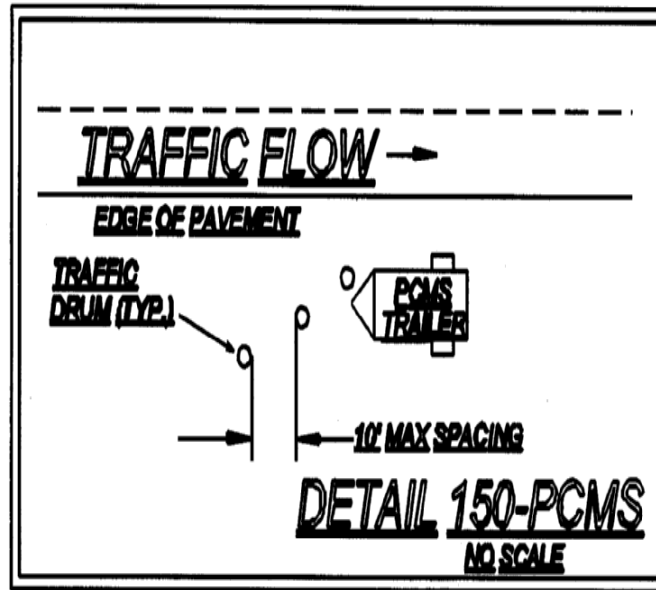 TRAFFIC FLOW
EDGE OF PAVEMENT
TRAFFIC
DRUM (TYP.)
PCMS
TRAILER
10' MAX SPACING
DETAIL 150-PCMS
NO SCALE